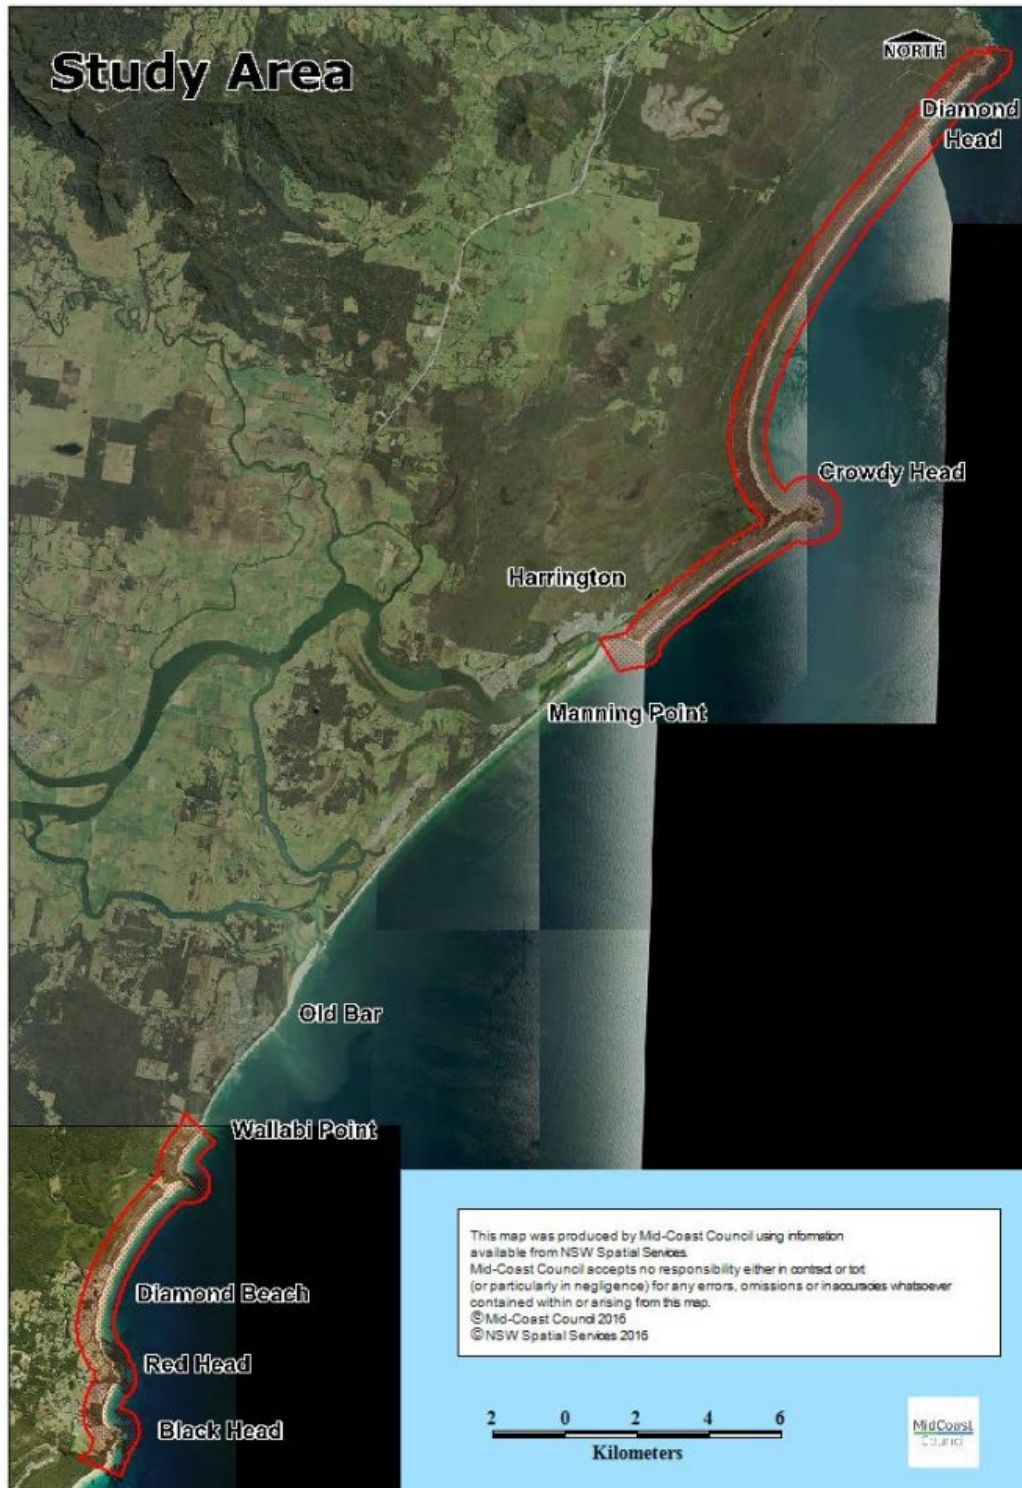 Study Area
NORTH
Diamond
Head
Crowdy Head
Harrington
Manning Point
Old Bar
Wallabi Point
Diamond Beach
Red Head
Black Head
This map was produced by Mid-Coast Council using information
available from NSW Spatial Services.
Mid-Coast Council accepts no responsibility either in contract or tort
(or particularly in negligence) for any errors, omissions or inaccuracies whatsoever
contained within or arising from this map.
©Mid-Coast Council 2016
©NSW Spatial Services 2016
2 0 2 4 6
Kilometers
MidCoast
Council